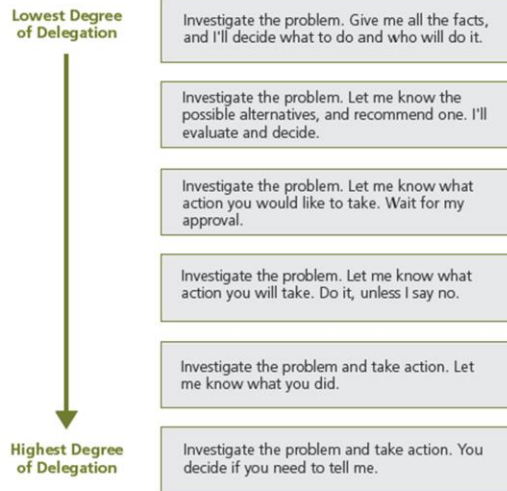 Lowest Degree
of Delegation
Investigate the problem. Give me all the facts,
and I'll decide what to do and who will do it.
Investigate the problem. Let me know the
possible alternatives, and recommend one. I'll
evaluate and decide.
Investigate the problem. Let me know what
action you would like to take. Wait for my
approval.
Investigate the problem. Let me know what
action you will take. Do it, unless I say no.
Investigate the problem and take action. Let
me know what you did.
Highest Degree
of Delegation
Investigate the problem and take action. You
decide if you need to tell me.